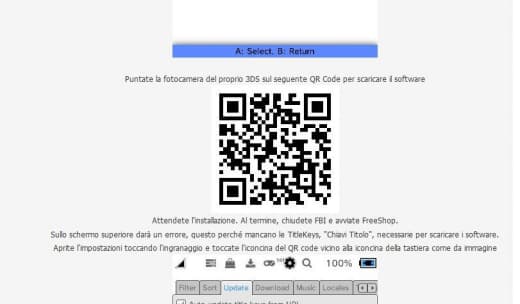 A: Select. B: Return
Puntate la fotocamera del proprio 3DS sul seguente QR Code per scaricare il software
Attendete l'installazione. Al termine, chiudete FBI e avviate FreeShop.
Sullo schermo superiore darà un errore, questo perché mancano le TitleKeys, "Chiavi Titolo", necessarie per scaricare i software.
Aprite l'impostazioni toccando l'ingranaggio e toccate l'iconcina del QR code vicino alla iconcina della tastiera come da immagine
100%
Filter Sort Update Download Music Locales
Auto-update title keys from URL